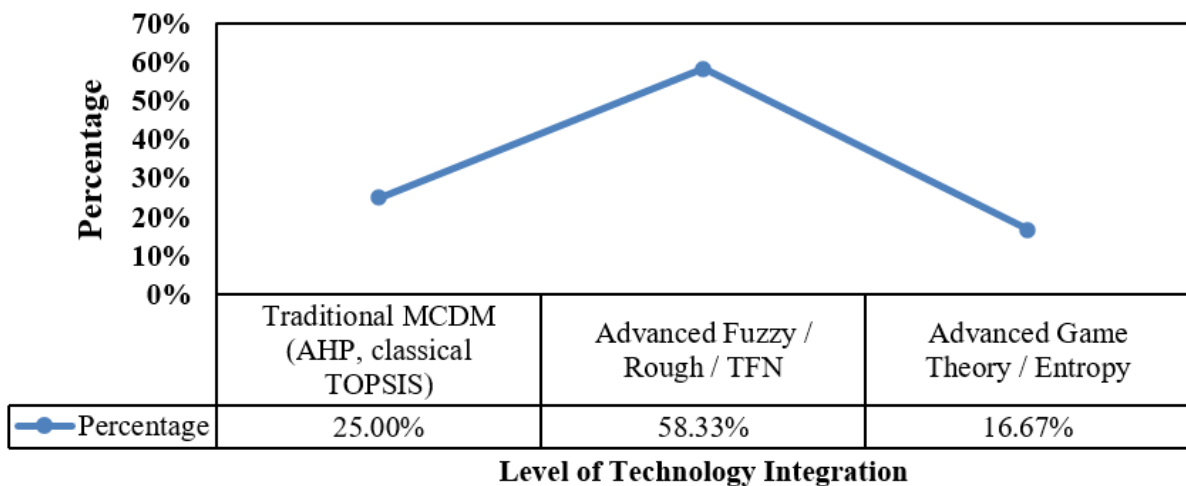 70%
60%
50%
40%
30%
20%
10%
0%
Percentage
Traditional MCDM
(AHP, classical
TOPSIS)
Advanced Fuzzy /
Rough / TFN
Advanced Game
Theory / Entropy
Percentage 25.00% 58.33% 16.67%
Level of Technology Integration